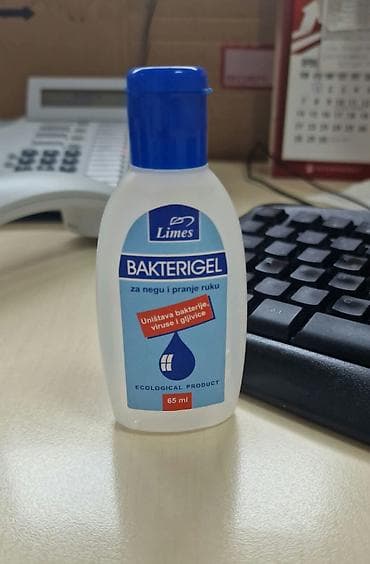 Limes
BAKTERIGEL
za negu i pranje ruku
Uništava bakterije,
viruse i gljivice
ECOLOGICAL PRODUCT
65 ml